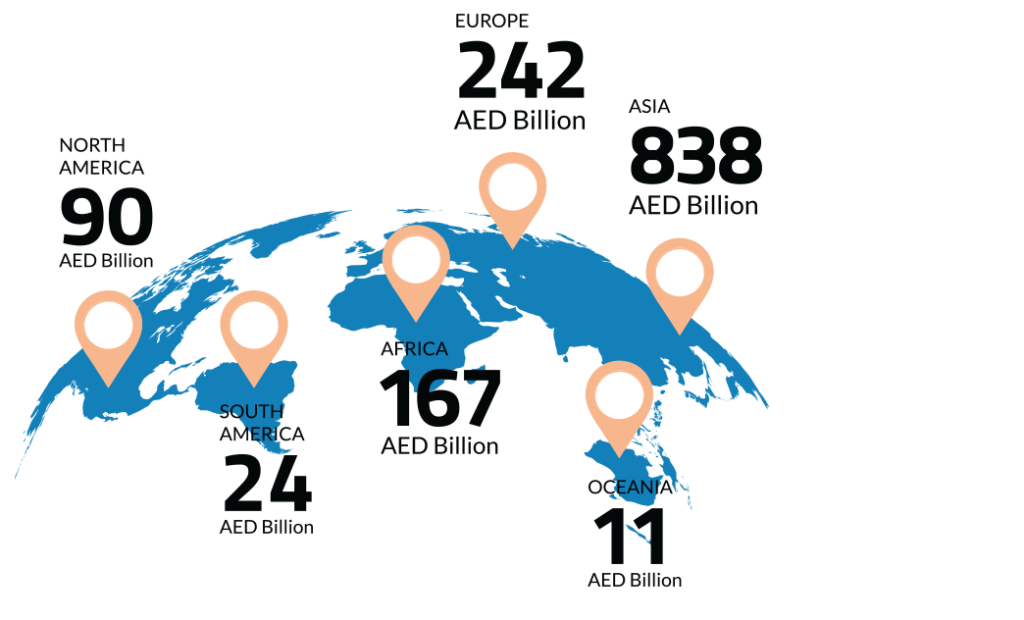 EUROPE
242
AED Billion
ASIA
838
AED Billion
NORTH
AMERICA
90
AED Billion
AFRICA
167
AED Billion
SOUTH
AMERICA
24
AED Billion
OCEANIA
11
AED Billion